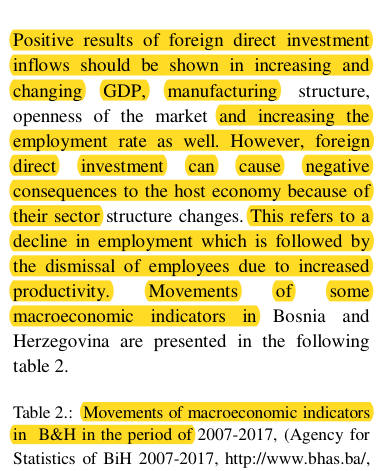 Positive results of foreign direct investment
inflows should be shown in increasing and
changing GDP, manufacturing structure,
openness of the market and increasing the
employment rate as well. However, foreign
direct investment can cause negative
consequences to the host economy because of
their sector structure changes. This refers to a
decline in employment which is followed by
the dismissal of employees due to increased
productivity. Movements of some
macroeconomic indicators in Bosnia and
Herzegovina are presented in the following
table 2.
Table 2.: Movements of macroeconomic indicators
in B&H in the period of 2007-2017, (Agency for
Statistics of BiH 2007-2017, http://www.bhas.ba/,